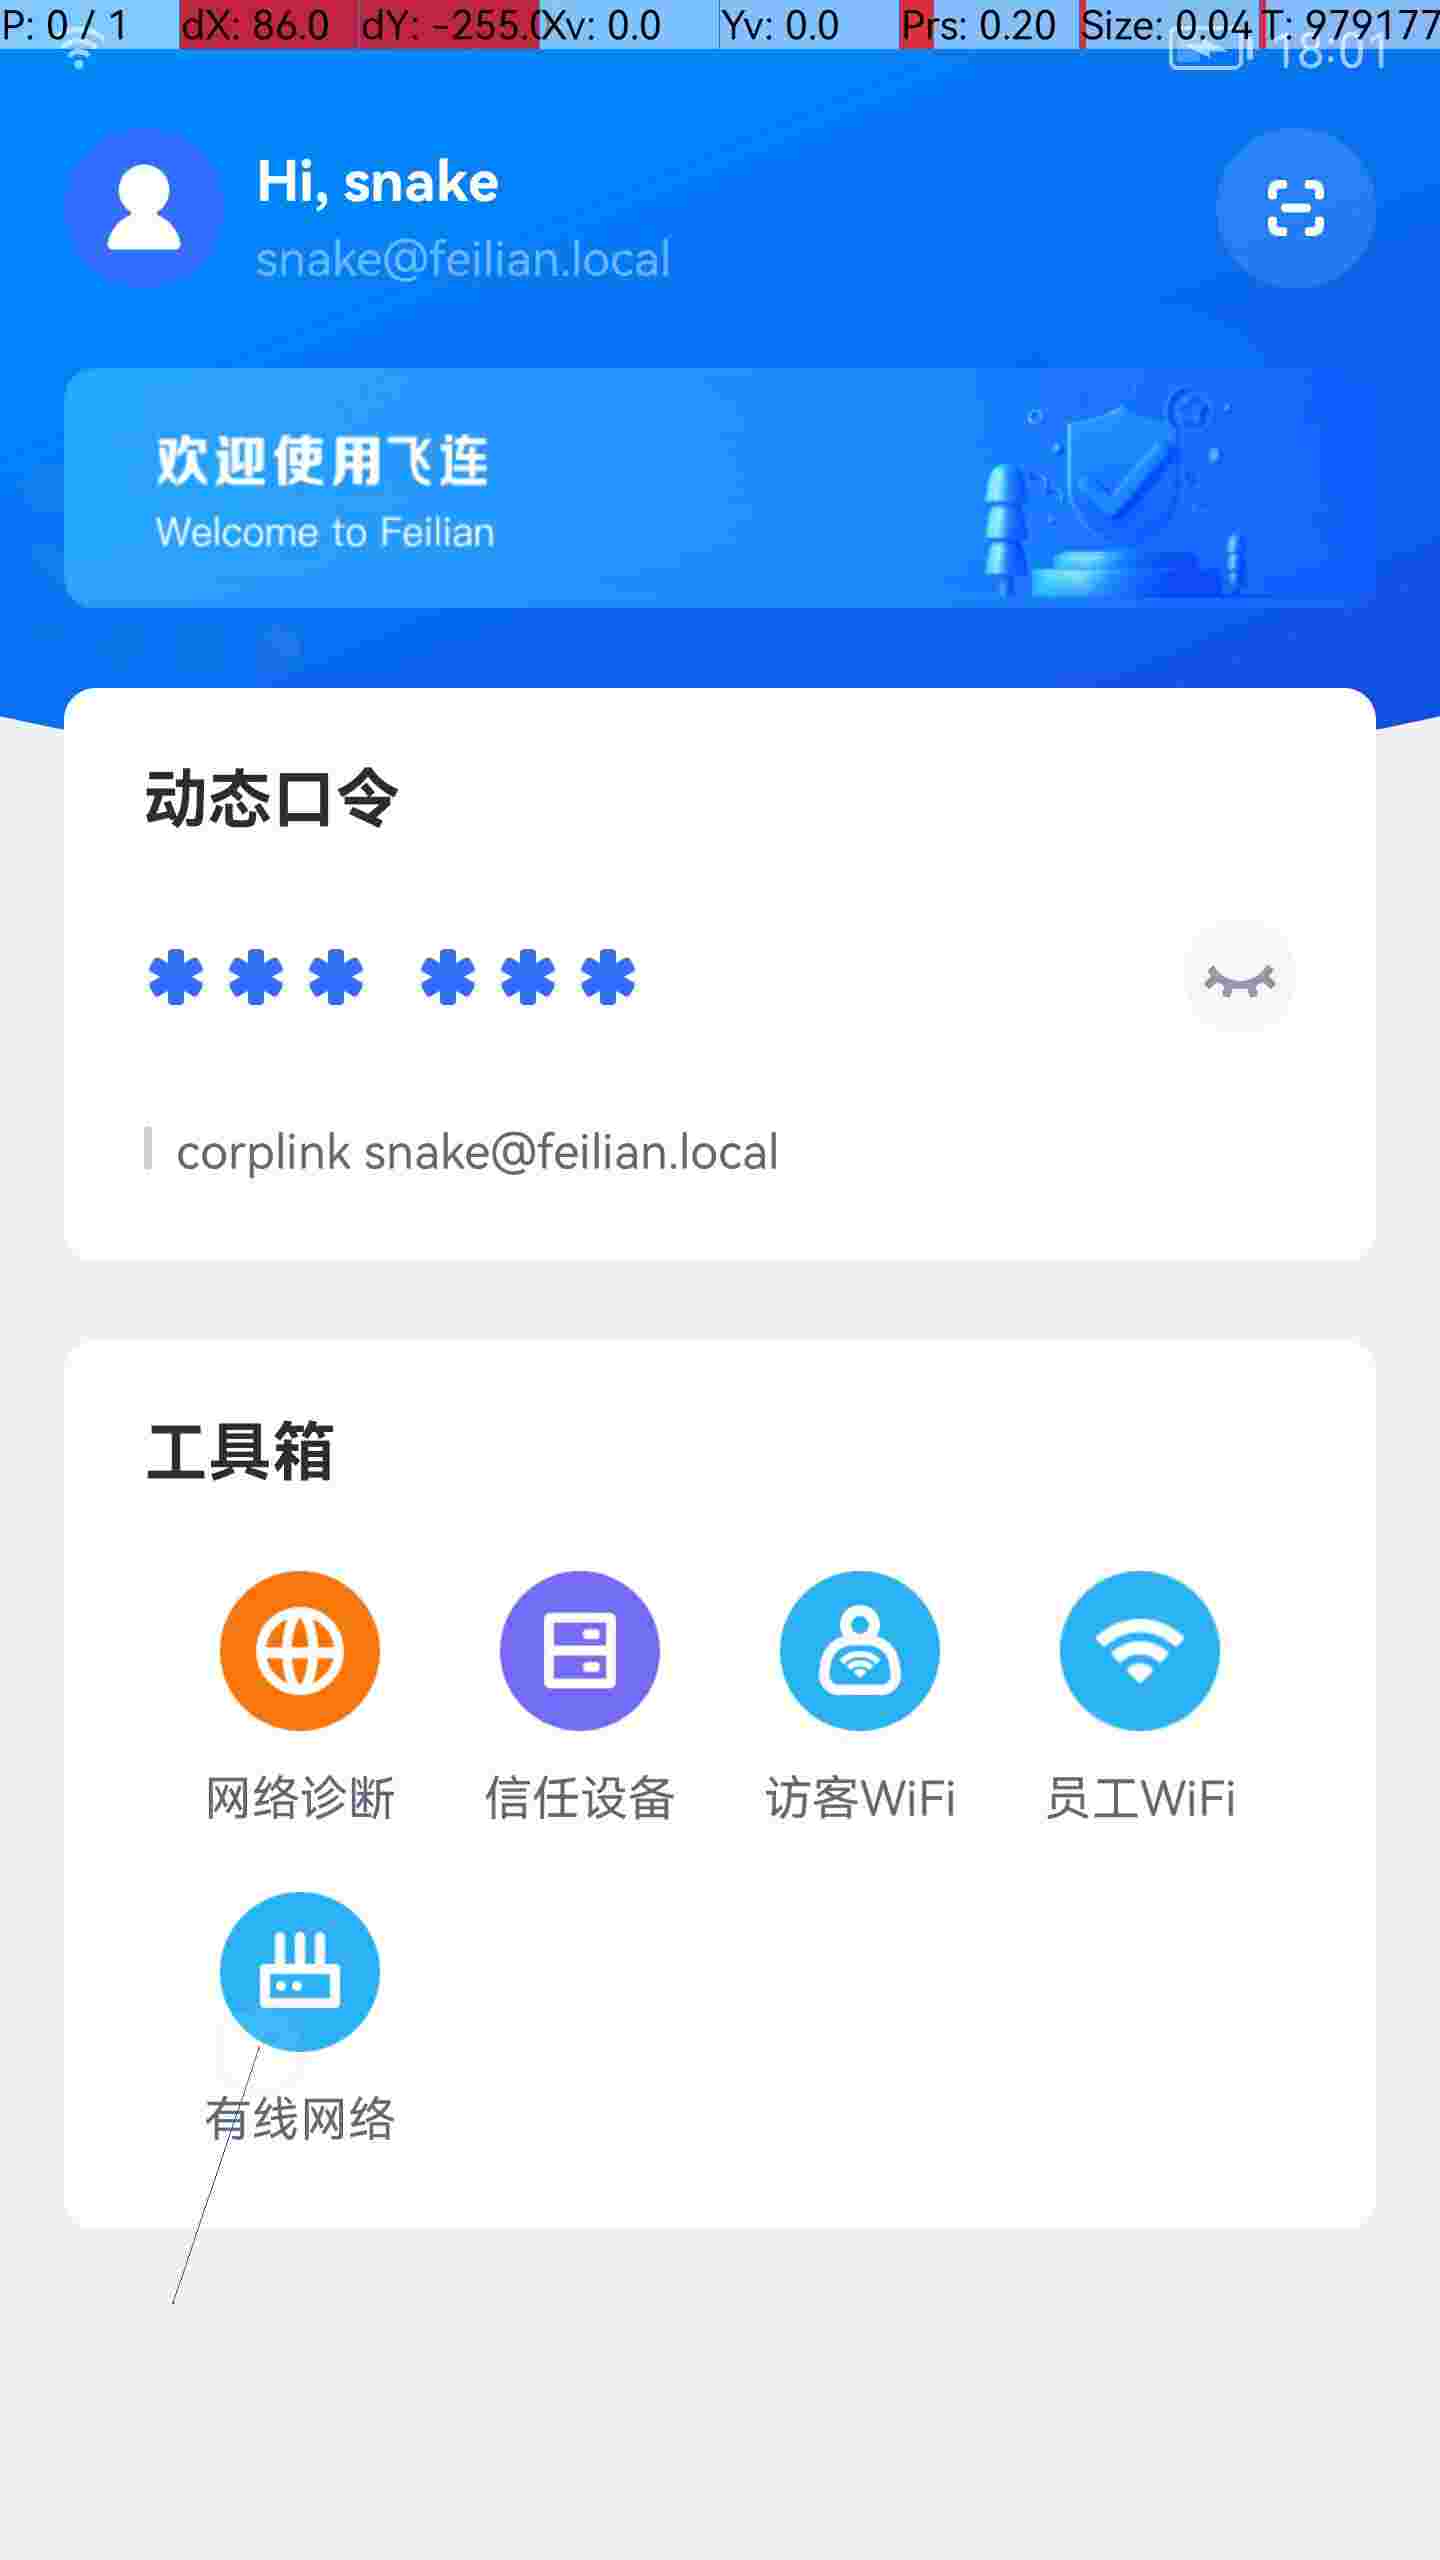 P: 0 / 1 dX: 86.0 dY: -255.0 Xv: 0.0 Yv: 0.0 Prs: 0.20 Size: 0.04 T: 979177
18:01
Hi, snake
snake@feilian.local
欢迎使用飞连
Welcome to Feilian
动态口令
*** ***
corplink snake@feilian.local
工具箱
网络诊断 信任设备 访客WiFi 员工WiFi
有线网络